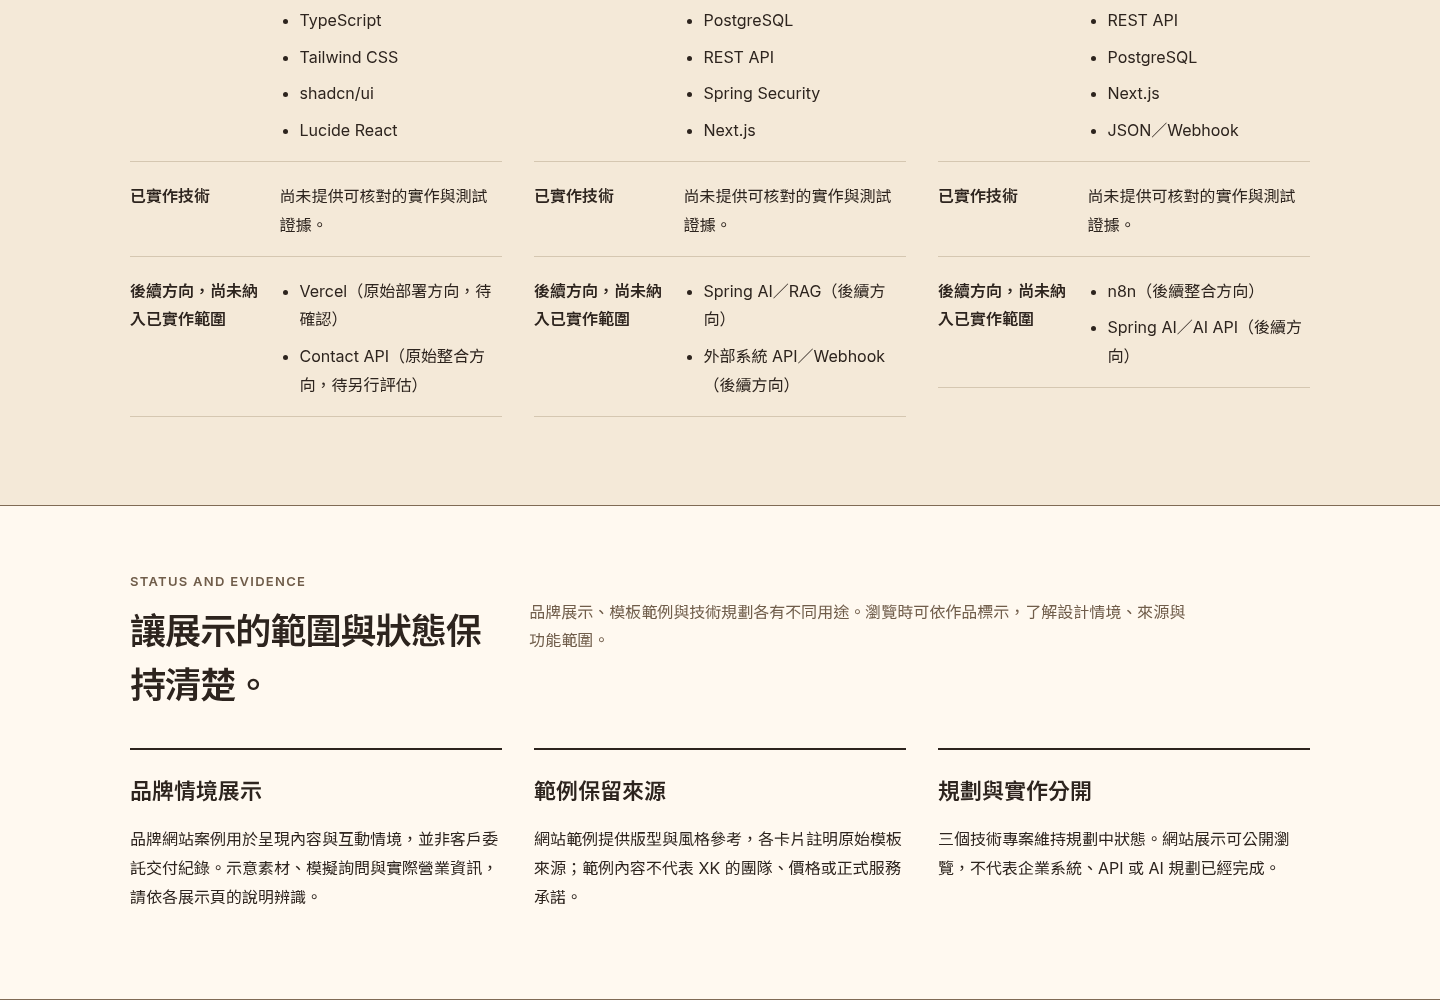 TypeScript
Tailwind CSS
shadcn/ui
Lucide React
已實作技術
尚未提供可核對的實作與測試
證據。
後續方向，尚未納
入已實作範圍
Vercel（原始部署方向，待
確認）
Contact API（原始整合方
向，待另行評估）
PostgreSQL
REST API
Spring Security
Next.js
已實作技術
尚未提供可核對的實作與測試
證據。
後續方向，尚未納
入已實作範圍
Spring AI／RAG（後續方
向）
外部系統 API／Webhook
（後續方向）
REST API
PostgreSQL
Next.js
JSON／Webhook
已實作技術
尚未提供可核對的實作與測試
證據。
後續方向，尚未納
入已實作範圍
n8n（後續整合方向）
Spring AI／AI API（後續方
向）
STATUS AND EVIDENCE
讓展示的範圍與狀態保
持清楚。
品牌展示、模板範例與技術規劃各有不同用途。瀏覽時可依作品標示，了解設計情境、來源與
功能範圍。
品牌情境展示
品牌網站案例用於呈現內容與互動情境，並非客戶委
託交付紀錄。示意素材、模擬詢問與實際營業資訊，
請依各展示頁的說明辨識。
範例保留來源
網站範例提供版型與風格參考，各卡片註明原始模板
來源；範例內容不代表 XK 的團隊、價格或正式服務
承諾。
規劃與實作分開
三個技術專案維持規劃中狀態。網站展示可公開瀏
覽，不代表企業系統、API 或 AI 規劃已經完成。